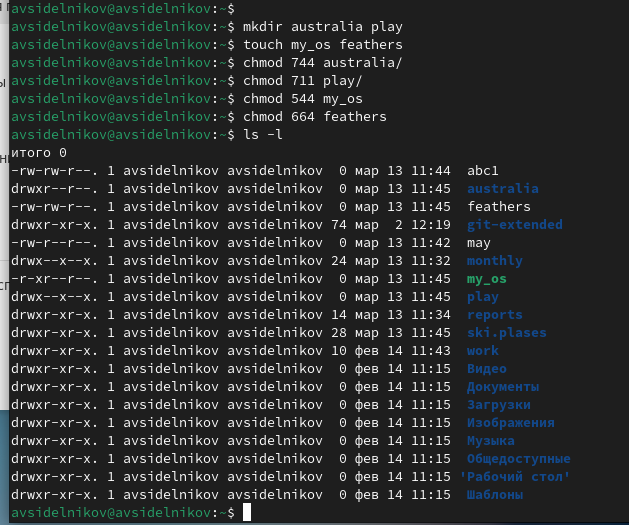 avsidelnikov@avsidelnikov:~$
avsidelnikov@avsidelnikov:~$ mkdir australia play
avsidelnikov@avsidelnikov:~$ touch my_os feathers
avsidelnikov@avsidelnikov:~$ chmod 744 australia/
avsidelnikov@avsidelnikov:~$ chmod 711 play/
avsidelnikov@avsidelnikov:~$ chmod 544 my_os
avsidelnikov@avsidelnikov:~$ chmod 664 feathers
avsidelnikov@avsidelnikov:~$ ls -l
итого 0
-rw-rw-r--. 1 avsidelnikov avsidelnikov  0 мар 13 11:44  abc1
drwxr--r--. 1 avsidelnikov avsidelnikov  0 мар 13 11:45  australia
-rw-rw-r--. 1 avsidelnikov avsidelnikov  0 мар 13 11:45  feathers
drwxr-xr-x. 1 avsidelnikov avsidelnikov 74 мар  2 12:19  git-extended
-rw-r--r--. 1 avsidelnikov avsidelnikov  0 мар 13 11:42  may
drwx--x--x. 1 avsidelnikov avsidelnikov 24 мар 13 11:32  monthly
-r-xr--r--. 1 avsidelnikov avsidelnikov  0 мар 13 11:45  my_os
drwx--x--x. 1 avsidelnikov avsidelnikov  0 мар 13 11:45  play
drwxr-xr-x. 1 avsidelnikov avsidelnikov 14 мар 13 11:34  reports
drwxr-xr-x. 1 avsidelnikov avsidelnikov 28 мар 13 11:45  ski.plases
drwxr-xr-x. 1 avsidelnikov avsidelnikov 10 фев 14 11:43  work
drwxr-xr-x. 1 avsidelnikov avsidelnikov  0 фев 14 11:15  Видео
drwxr-xr-x. 1 avsidelnikov avsidelnikov  0 фев 14 11:15  Документы
drwxr-xr-x. 1 avsidelnikov avsidelnikov  0 фев 14 11:15  Загрузки
drwxr-xr-x. 1 avsidelnikov avsidelnikov  0 фев 14 11:15  Изображения
drwxr-xr-x. 1 avsidelnikov avsidelnikov  0 фев 14 11:15  Музыка
drwxr-xr-x. 1 avsidelnikov avsidelnikov  0 фев 14 11:15  Общедоступные
drwxr-xr-x. 1 avsidelnikov avsidelnikov  0 фев 14 11:15 'Рабочий стол'
drwxr-xr-x. 1 avsidelnikov avsidelnikov  0 фев 14 11:15  Шаблоны
avsidelnikov@avsidelnikov:~$